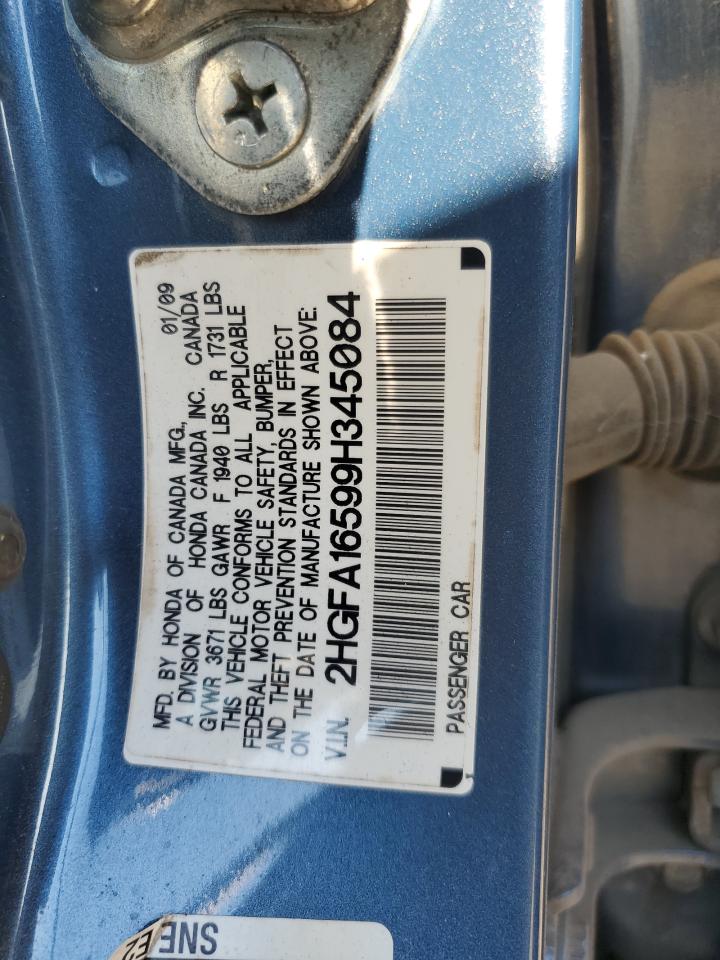 MFD. BY HONDA OF CANADA MFG., 01/09
A DIVISION OF HONDA CANADA INC. CANADA
GVWR 3671 LBS GAWR F 1940 LBS R 1731 LBS
THIS VEHICLE CONFORMS TO ALL APPLICABLE
FEDERAL MOTOR VEHICLE SAFETY, BUMPER,
AND THEFT PREVENTION STANDARDS IN EFFECT
ON THE DATE OF MANUFACTURE SHOWN ABOVE.
V.I.N. 2HGFA16599H345084
PASSENGER CAR
SNE